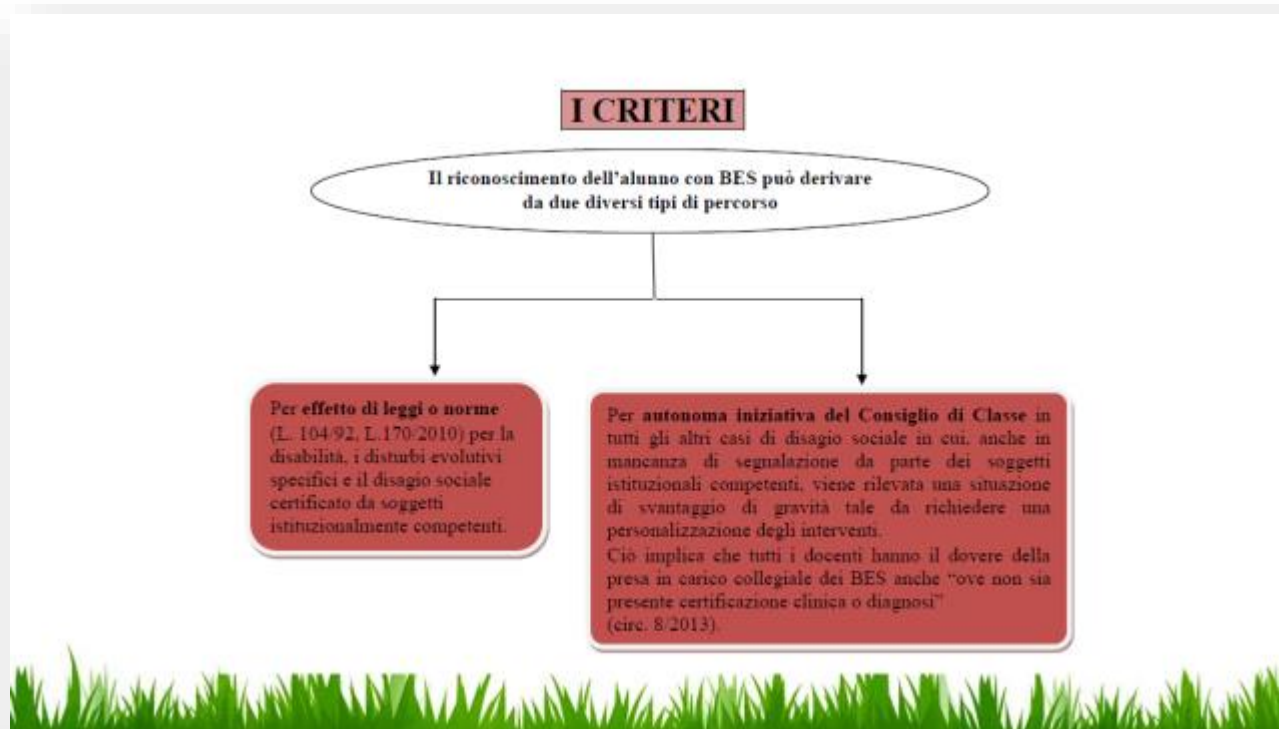 I CRITERI
Il riconoscimento dell'alunno con BES può derivare
da due diversi tipi di percorso
Per effetto di leggi o norme
(L. 104/92, L.170/2010) per la
disabilità, i disturbi evolutivi
specifici e il disagio sociale
certificato da soggetti
istituzionalmente competenti.
Per autonoma iniziativa del Consiglio di Classe in
tutti gli altri casi di disagio sociale in cui, anche in
mancanza di segnalazione da parte dei soggetti
istituzionali competenti, viene rilevata una situazione
di svantaggio di gravità tale da richiedere una
personalizzazione degli interventi.
Ciò implica che tutti i docenti hanno il dovere della
presa in carico collegiale dei BES anche “ove non sia
presente certificazione clinica o diagnosi”
(circ. 8/2013).